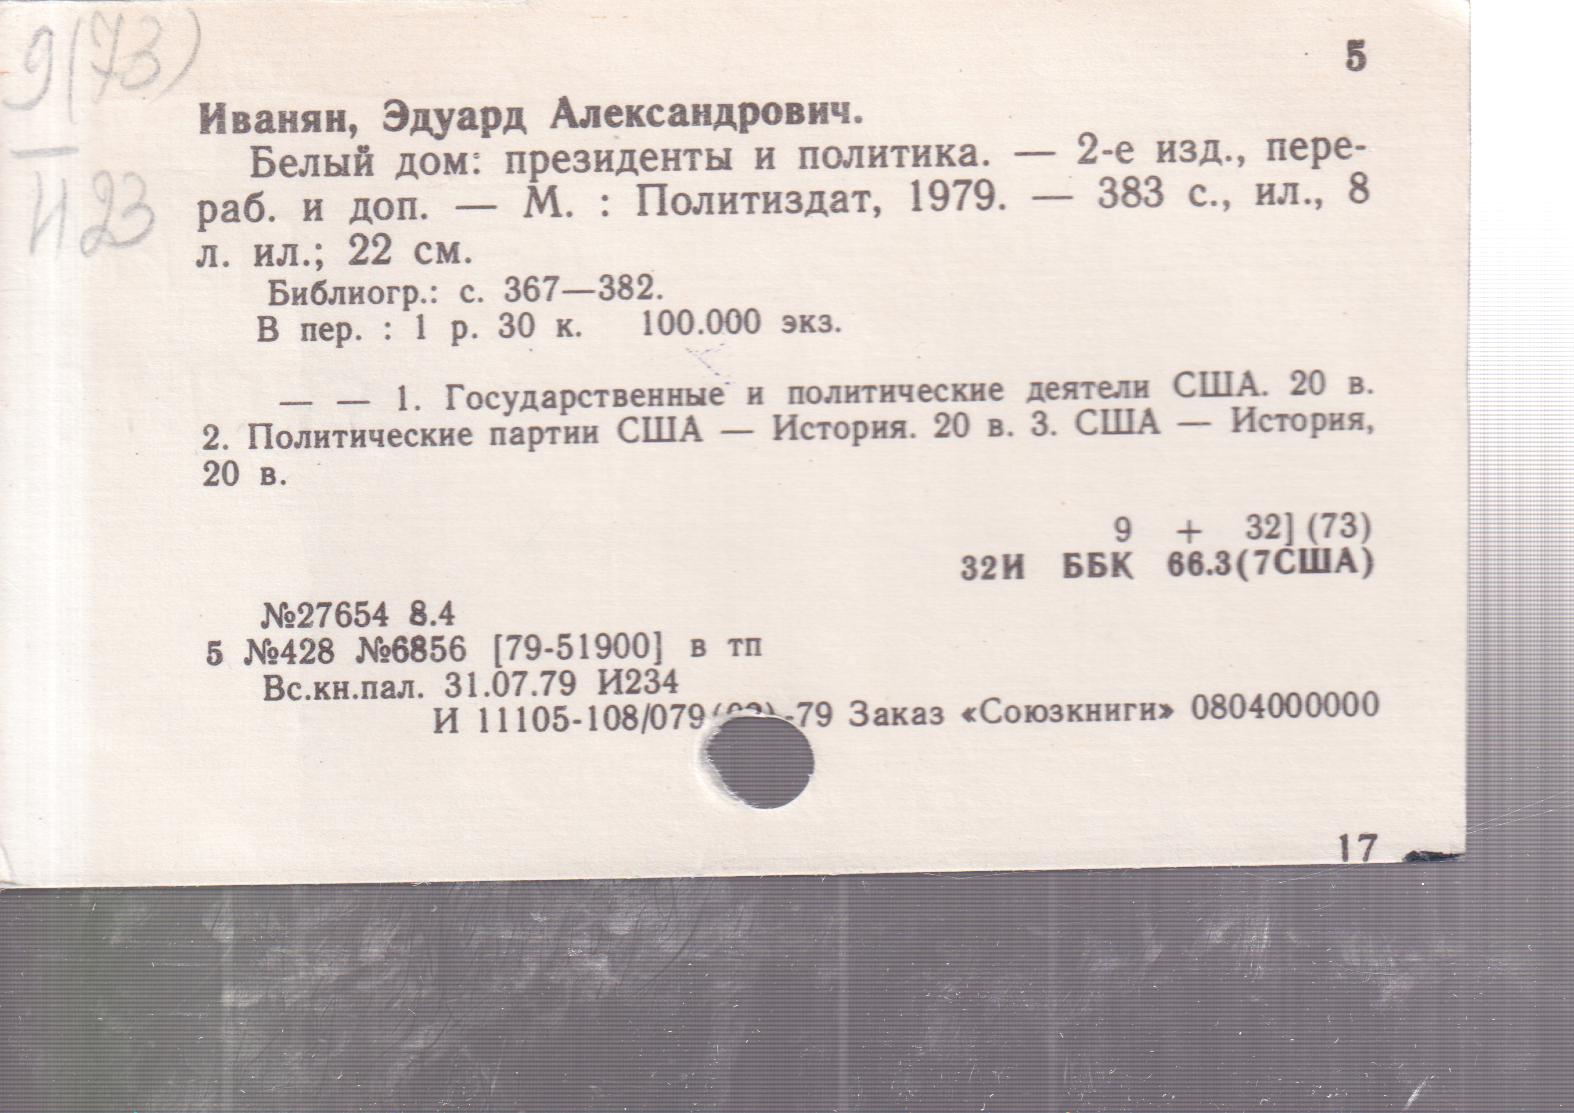 9(73)
И23
5
Иванян, Эдуард Александрович.
Белый дом: президенты и политика. — 2-е изд., пере-
раб. и доп. — М. : Политиздат, 1979. — 383 с., ил., 8
л. ил.; 22 см.
Библиогр.: с. 367—382.
В пер. : 1 р. 30 к. 100.000 экз.
— — 1. Государственные и политические деятели США. 20 в.
2. Политические партии США — История. 20 в. 3. США — История,
20 в.
9 + 32] (73)
32И ББК 66.3(7США)
№27654 8.4
5 №428 №6856 [79-51900] в тп
Вс.кн.пал. 31.07.79 И234
И 11105-108/079(02)-79 Заказ «Союзкниги» 0804000000
17